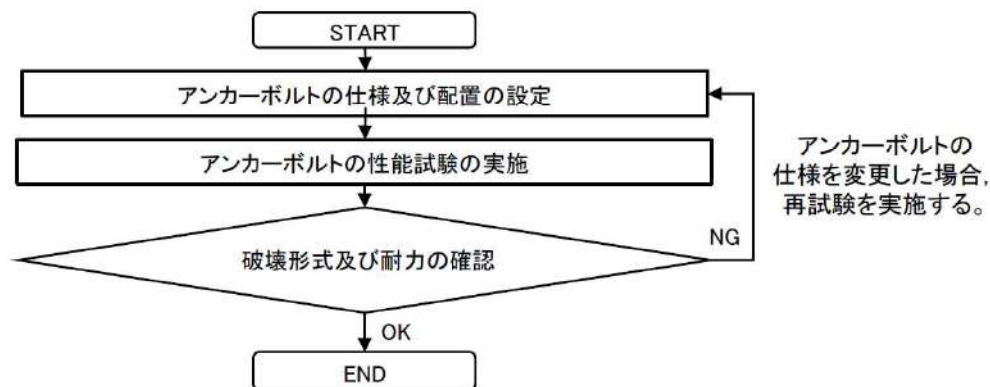 START
アンカーボルトの仕様及び配置の設定
アンカーボルトの性能試験の実施
アンカーボルトの
仕様を変更した場合,
再試験を実施する。
破壊形式及び耐力の確認
NG
OK
END